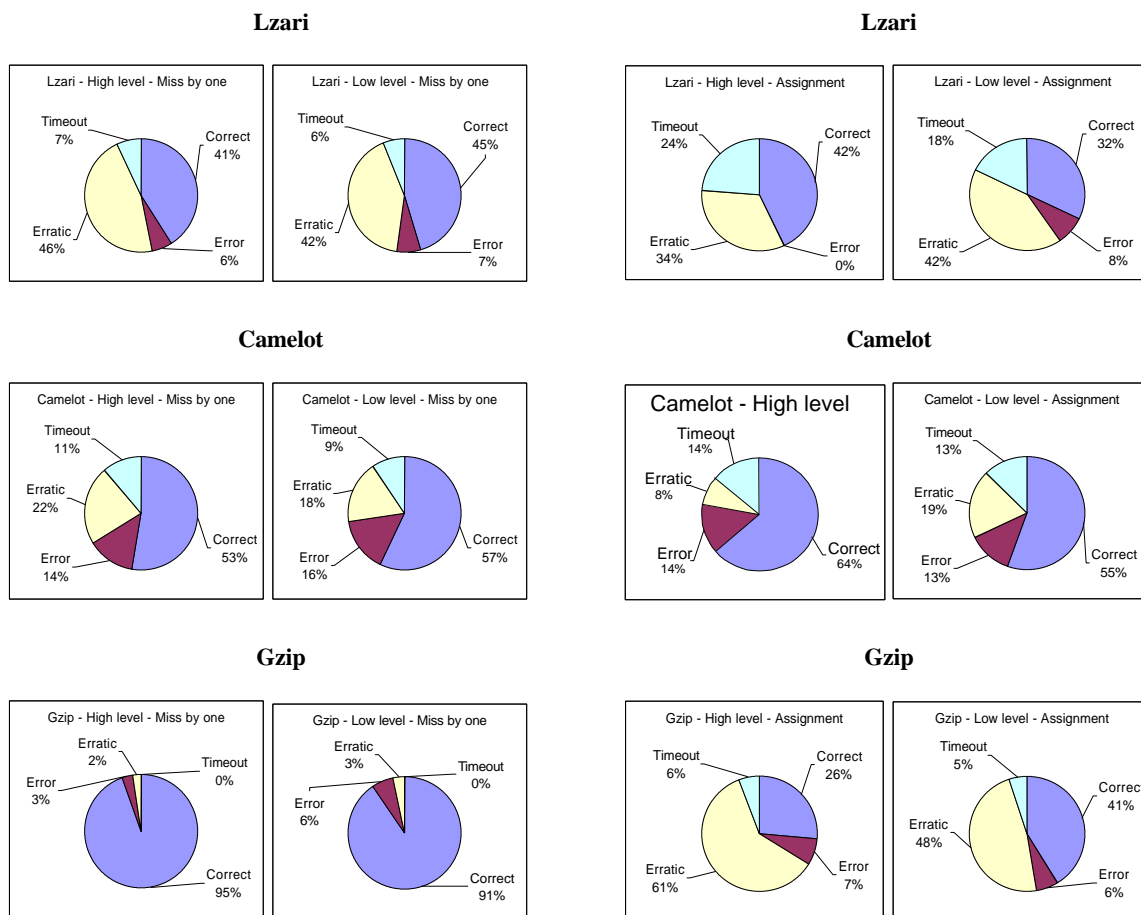 Lzari
Lzari
Lzari - High level - Miss by one
Timeout
7%
Correct
41%
Erratic
46%
Error
6%
Lzari - Low level - Miss by one
Timeout
6%
Correct
45%
Erratic
42%
Error
7%
Lzari - High level - Assignment
Timeout
24%
Correct
42%
Erratic
34%
Error
0%
Lzari - Low level - Assignment
Timeout
18%
Correct
32%
Erratic
42%
Error
8%
Camelot
Camelot
Camelot - High level - Miss by one
Timeout
11%
Erratic
22%
Error
14%
Correct
53%
Camelot - Low level - Miss by one
Timeout
9%
Erratic
18%
Error
16%
Correct
57%
Camelot - High level
Timeout
14%
Erratic
8%
Error
14%
Correct
64%
Camelot - Low level - Assignment
Timeout
13%
Erratic
19%
Error
13%
Correct
55%
Gzip
Gzip
Gzip - High level - Miss by one
Erratic
2%
Timeout
0%
Error
3%
Correct
95%
Gzip - Low level - Miss by one
Erratic
3%
Timeout
0%
Error
6%
Correct
91%
Gzip - High level - Assignment
Timeout
6%
Correct
26%
Erratic
61%
Error
7%
Gzip - Low level - Assignment
Timeout
5%
Correct
41%
Erratic
48%
Error
6%